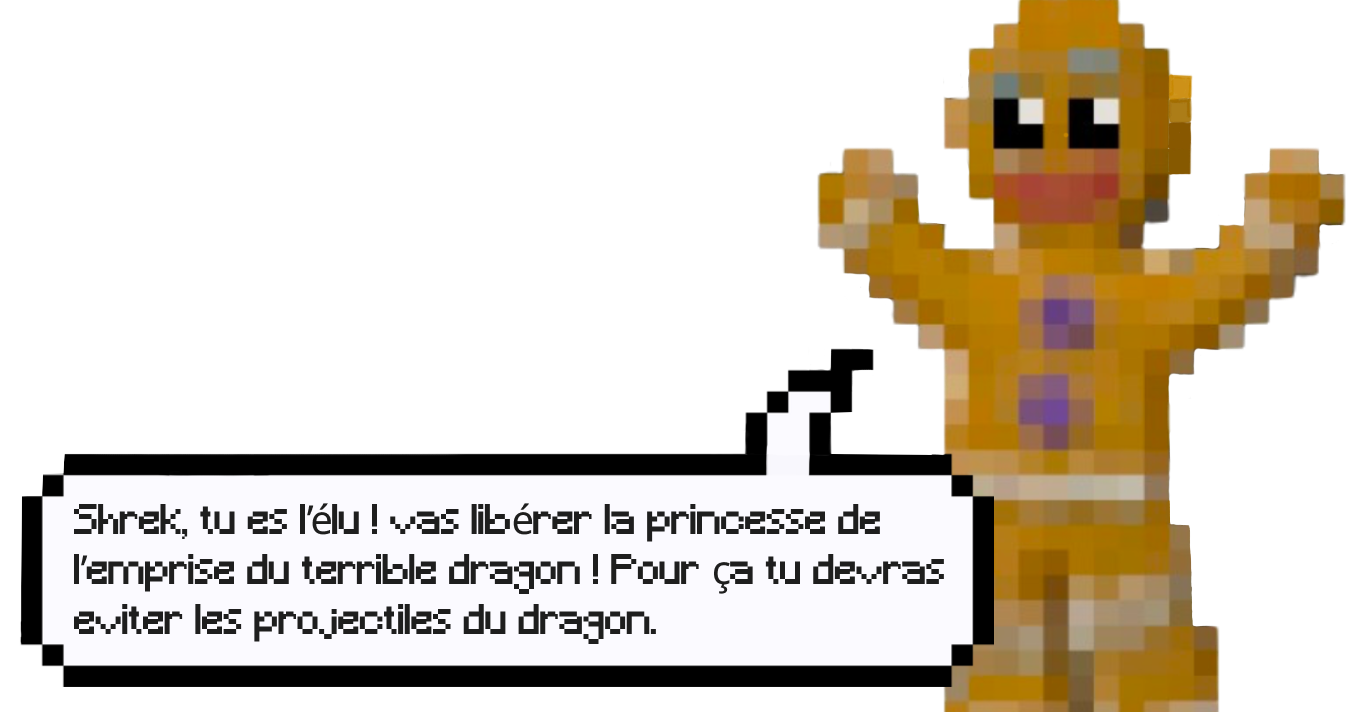 Shrek, tu es l'élu ! vas libérer la princesse de
l'emprise du terrible dragon ! Pour ça tu devras
eviter les projectiles du dragon.